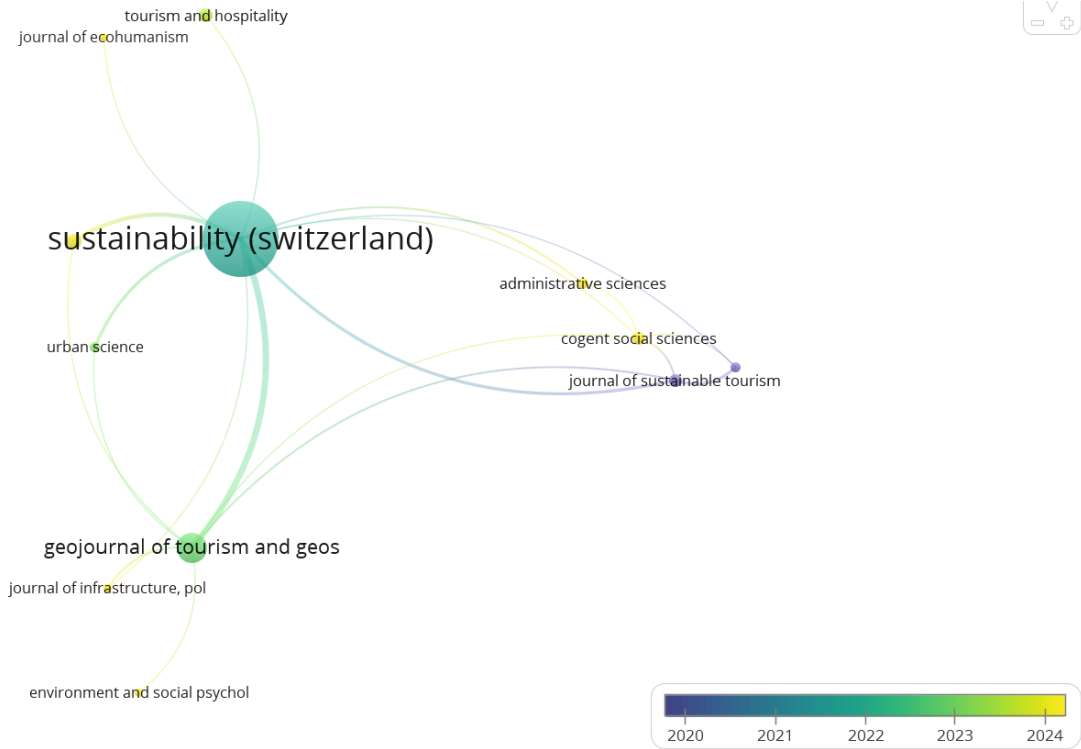 tourism and hospitality
journal of ecohumanism
sustainability (switzerland)
administrative sciences
cogent social sciences
urban science
journal of sustainable tourism
geojournal of tourism and geos
journal of infrastructure, pol
environment and social psychol
2020 2021 2022 2023 2024